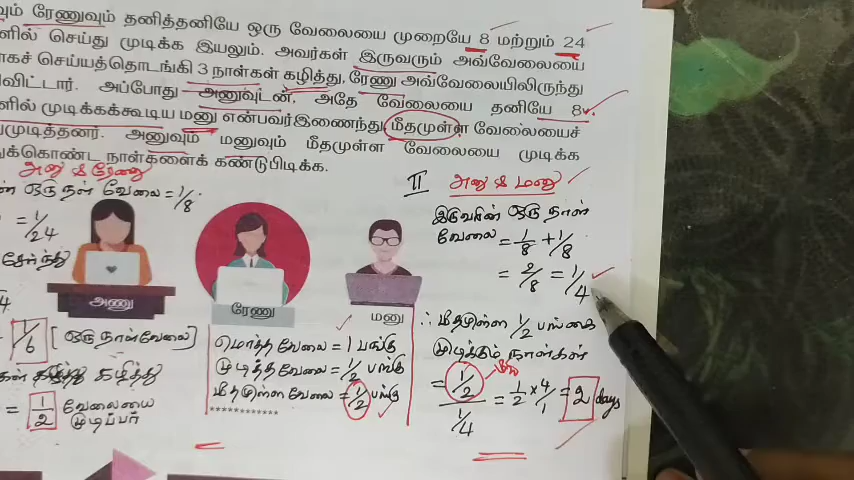 ரேணுவும் தனித்தனியே ஒரு வேலையை முறையே 8 மற்றும் 24
செய்து முடிக்க இயலும். அவர்கள் இருவரும் அவ்வேலையை
செய்யத்தொடங்கி 3 நாள்கள் கழித்து, ரேணு அவ்வேலையிலிருந்து
அப்போது அனுவுடன், அதே வேலையை தனியே 8
முடிக்கக்கூடிய மனு என்பவர்இணைந்து மீதமுள்ள வேலையைச்
அனுவும் மனுவும் மீதமுள்ள வேலையை முடிக்க
நாள்களைக் கண்டுபிடிக்க.
அனு & ரேணு
ஒரு நாள் வேலை = 1/8
= 1/24
சேர்ந்து
1/6 [ஒருநாள்வேலை]
கழித்து
= 1/2 வேலையை
முடிப்பர்
அணு
ரேணு
மனு
மொத்த வேலை = 1 பங்கு
முடித்த வேலை = 1/2 பங்கு
மீதமுள்ள வேலை = 1/2 பங்கு
************
II அனு & மனு
இருவரின் ஒரு நாள்
வேலை = 1/8 + 1/8
= 2/8 = 1/4
∴ மீதமுள்ள 1/2 பங்கை
முடிக்கும் நாள்கள்
= 1/2 / 1/4 = 1/2 × 4/1 = 2 days